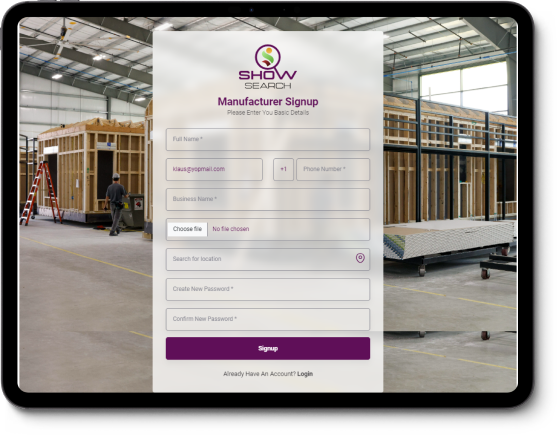 SHOW
SEARCH
Manufacturer Signup
Please Enter You Basic Details
Full Name *
klaus@yopmail.com
+1 Phone Number *
Business Name *
Choose file No file chosen
Search for location
Create New Password *
Confirm New Password *
Signup
Already Have An Account? Login